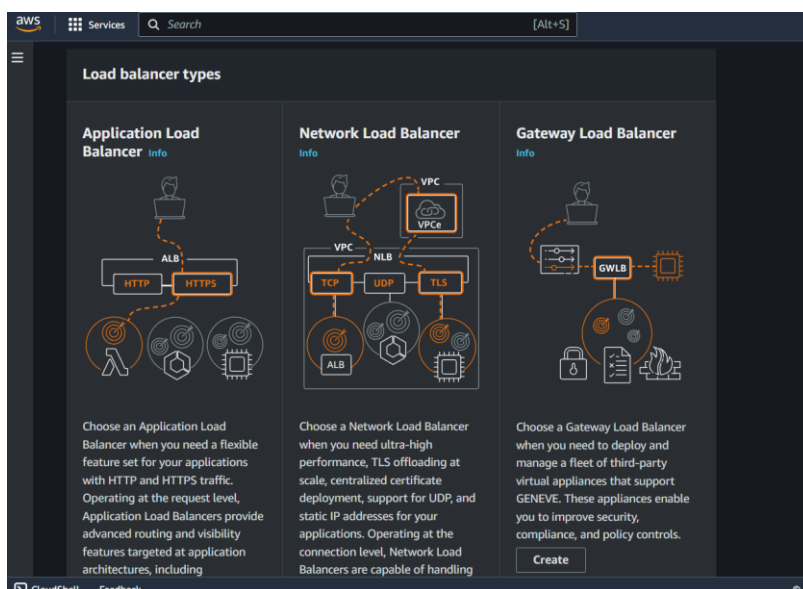 aws
Services
Search
[Alt+S]
Load balancer types
Application Load
Balancer Info
ALB
HTTP
HTTPS
Choose an Application Load
Balancer when you need a flexible
feature set for your applications
with HTTP and HTTPS traffic.
Operating at the request level,
Application Load Balancers provide
advanced routing and visibility
features targeted at application
architectures, including
Network Load Balancer
Info
VPC
VPCe
VPC
NLB
TCP
UDP
TLS
ALB
Choose a Network Load Balancer
when you need ultra-high
performance, TLS offloading at
scale, centralized certificate
deployment, support for UDP, and
static IP addresses for your
applications. Operating at the
connection level, Network Load
Balancers are capable of handling
Gateway Load Balancer
Info
GWLB
Choose a Gateway Load Balancer
when you need to deploy and
manage a fleet of third-party
virtual appliances that support
GENEVE. These appliances enable
you to improve security,
compliance, and policy controls.
Create
CloudShell
Feedback